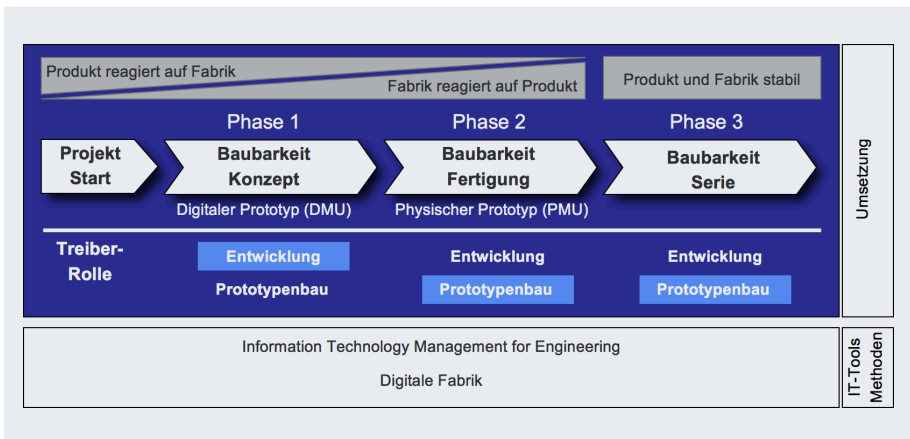 Produkt reagiert auf Fabrik
Fabrik reagiert auf Produkt
Produkt und Fabrik stabil
Phase 1
Phase 2
Phase 3
Projekt
Start
Baubarkeit
Konzept
Baubarkeit
Fertigung
Baubarkeit
Serie
Digitaler Prototyp (DMU)
Physischer Prototyp (PMU)
Treiber-
Rolle
Entwicklung
Entwicklung
Entwicklung
Prototypenbau
Prototypenbau
Prototypenbau
Umsetzung
Information Technology Management for Engineering
Digitale Fabrik
IT-Tools
Methoden